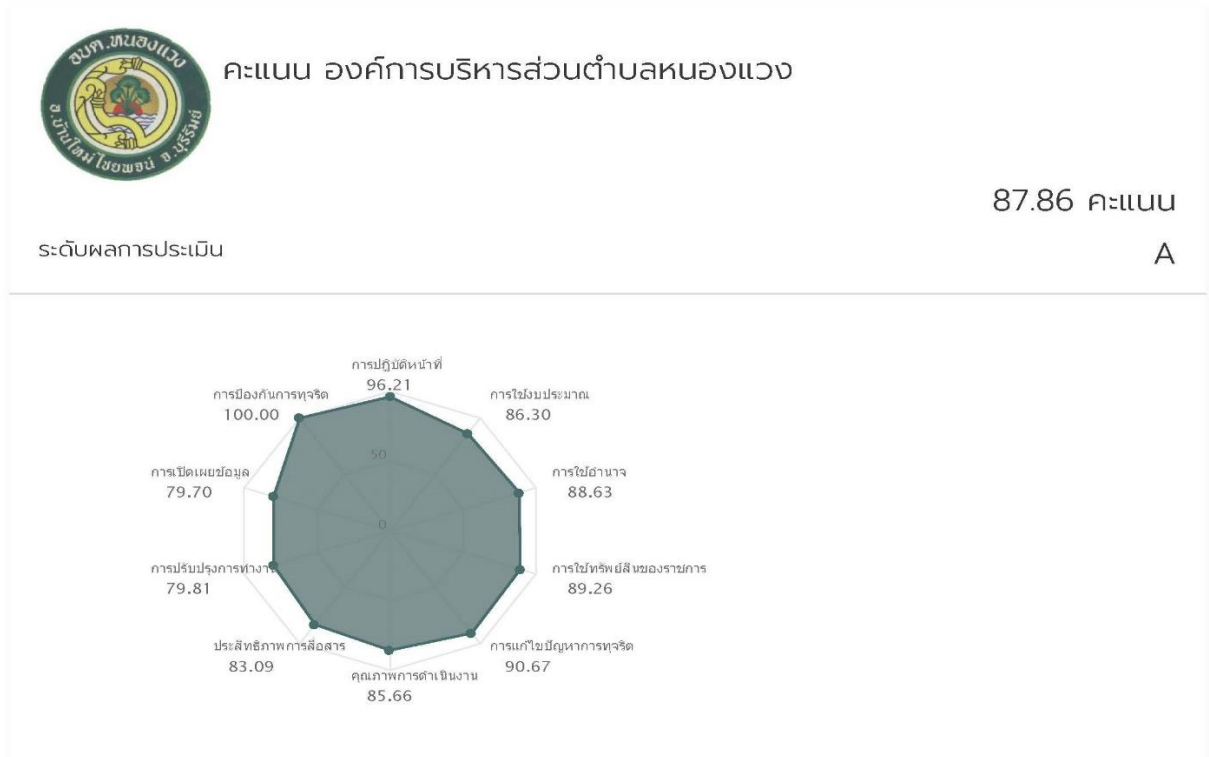 อบต.หนองแวง
อ.บ้านใหม่ไชยพจน์ จ.บุรีรัมย์
คะแนน องค์การบริหารส่วนตำบลหนองแวง
87.86 คะแนน
ระดับผลการประเมิน
A
การปฏิบัติหน้าที่
96.21
การป้องกันการทุจริต
100.00
การใช้งบประมาณ
86.30
50
การเปิดเผยข้อมูล
79.70
การใช้อำนาจ
88.63
0
การปรับปรุงการทำงาน
79.81
การใช้ทรัพย์สินของราชการ
89.26
ประสิทธิภาพการสื่อสาร
83.09
การแก้ไขปัญหาการทุจริต
90.67
คุณภาพการดำเนินงาน
85.66